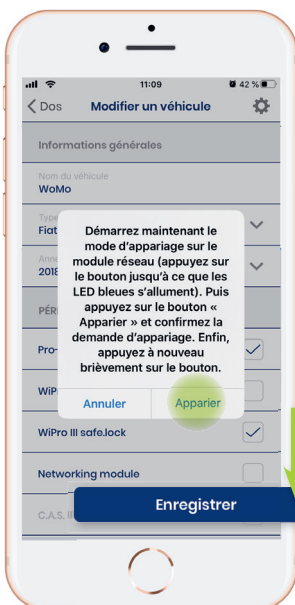 11:09
42 %
Dos
Modifier un véhicule
Informations générales
Nom du véhicule
WoMo
Type
Fiat
2018
Démarrez maintenant le
mode d'appariage sur le
module réseau (appuyez sur
le bouton jusqu'à ce que les
LED bleues s'allument). Puis
appuyez sur le bouton «
Apparier » et confirmez la
demande d'appariage. Enfin,
appuyez à nouveau
brièvement sur le bouton.
Annuler
Apparier
WiPro III safe.lock
Networking module
C.A.S.
Enregistrer